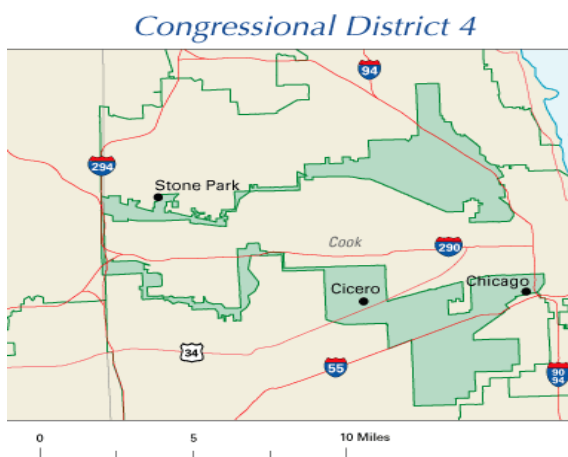 Congressional District 4
94
294
Stone Park
Cook
290
Cicero
Chicago
34
55
90
94
0 5 10 Miles